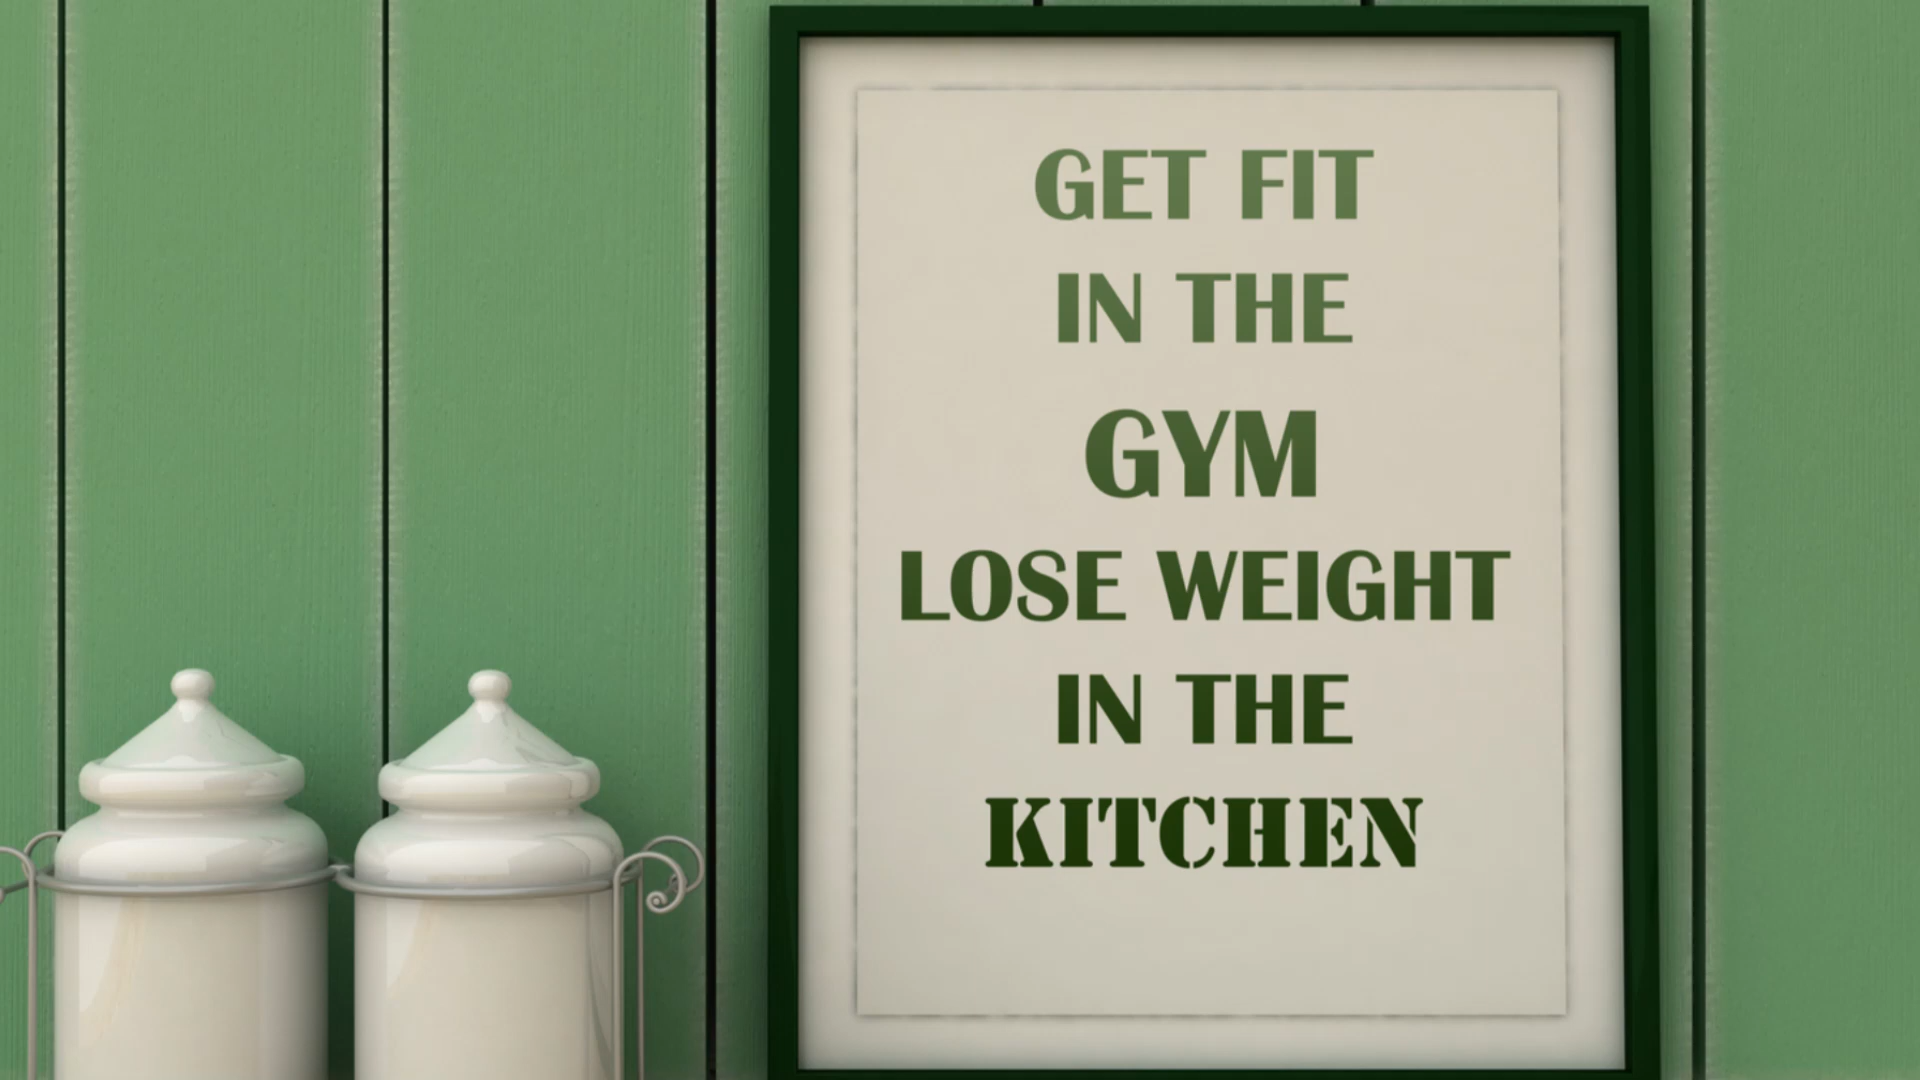 GET FIT
IN THE
GYM
LOSE WEIGHT
IN THE
KITCHEN